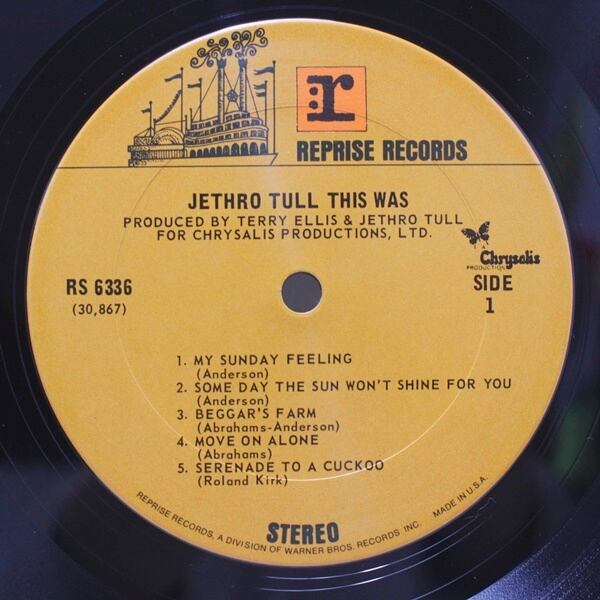 r
REPRISE RECORDS
JETHRO TULL THIS WAS
PRODUCED BY TERRY ELLIS & JETHRO TULL
FOR CHRYSALIS PRODUCTIONS, LTD.
A
Chrysalis
PRODUCTION
RS 6336
(30,867)
SIDE
1
1. MY SUNDAY FEELING
(Anderson)
2. SOME DAY THE SUN WON'T SHINE FOR YOU
(Anderson)
3. BEGGAR'S FARM
(Abrahams-Anderson)
4. MOVE ON ALONE
(Abrahams)
5. SERENADE TO A CUCKOO
(Roland Kirk)
STEREO
REPRISE RECORDS, A DIVISION OF WARNER BROS. RECORDS INC. MADE IN U.S.A.